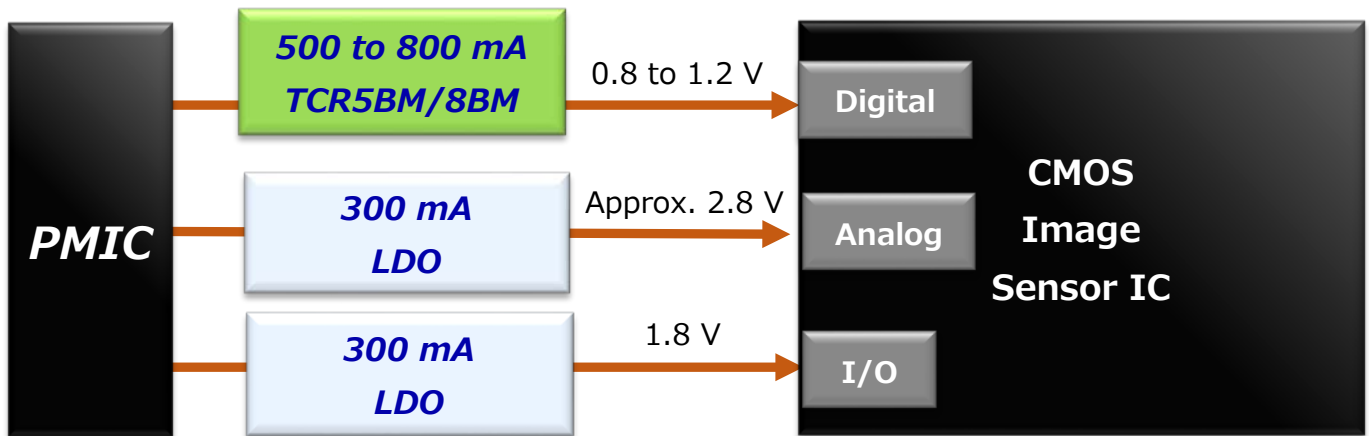 PMIC
500 to 800 mA
TCR5BM/8BM
0.8 to 1.2 V
Digital
300 mA
LDO
Approx. 2.8 V
Analog
300 mA
LDO
1.8 V
I/O
CMOS
Image
Sensor IC